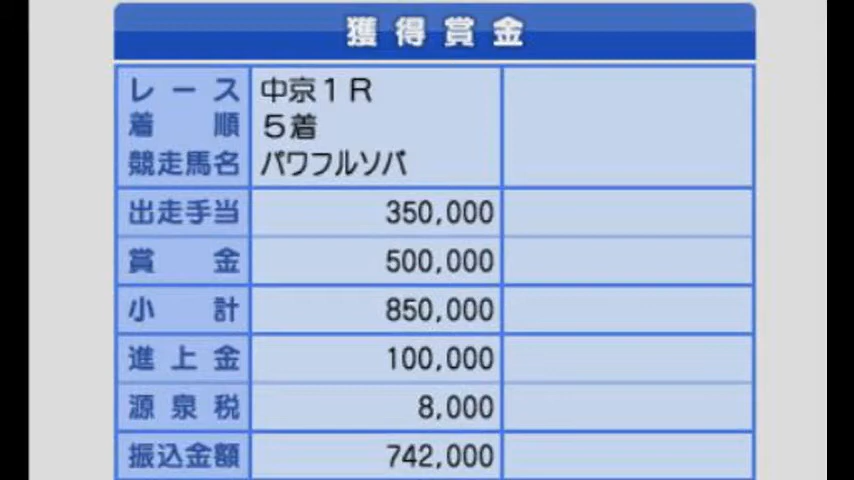 獲得賞金
レース 中京１Ｒ
着順 ５着
競走馬名 パワフルソバ
出走手当 350,000
賞金 500,000
小計 850,000
進上金 100,000
源泉税 8,000
振込金額 742,000